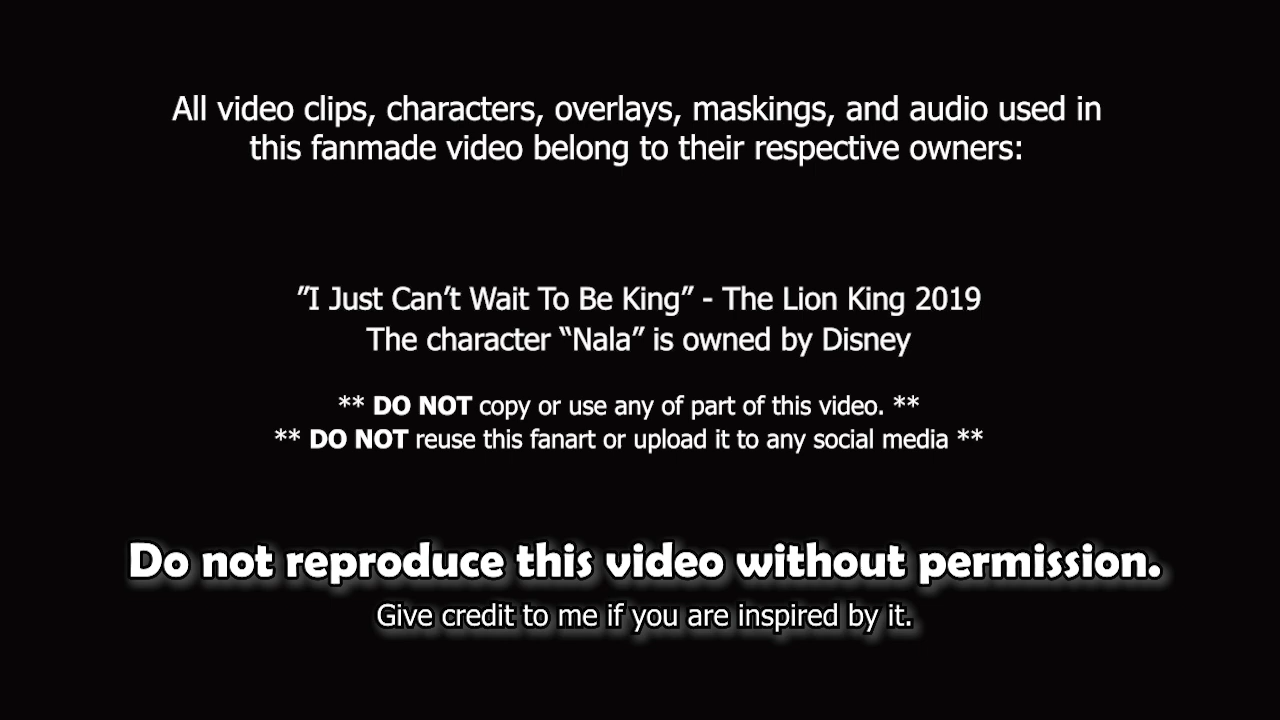 All video clips, characters, overlays, maskings, and audio used in
this fanmade video belong to their respective owners:
”I Just Can’t Wait To Be King” - The Lion King 2019
The character “Nala” is owned by Disney
** DO NOT copy or use any of part of this video. **
** DO NOT reuse this fanart or upload it to any social media **
Do not reproduce this video without permission.
Give credit to me if you are inspired by it.